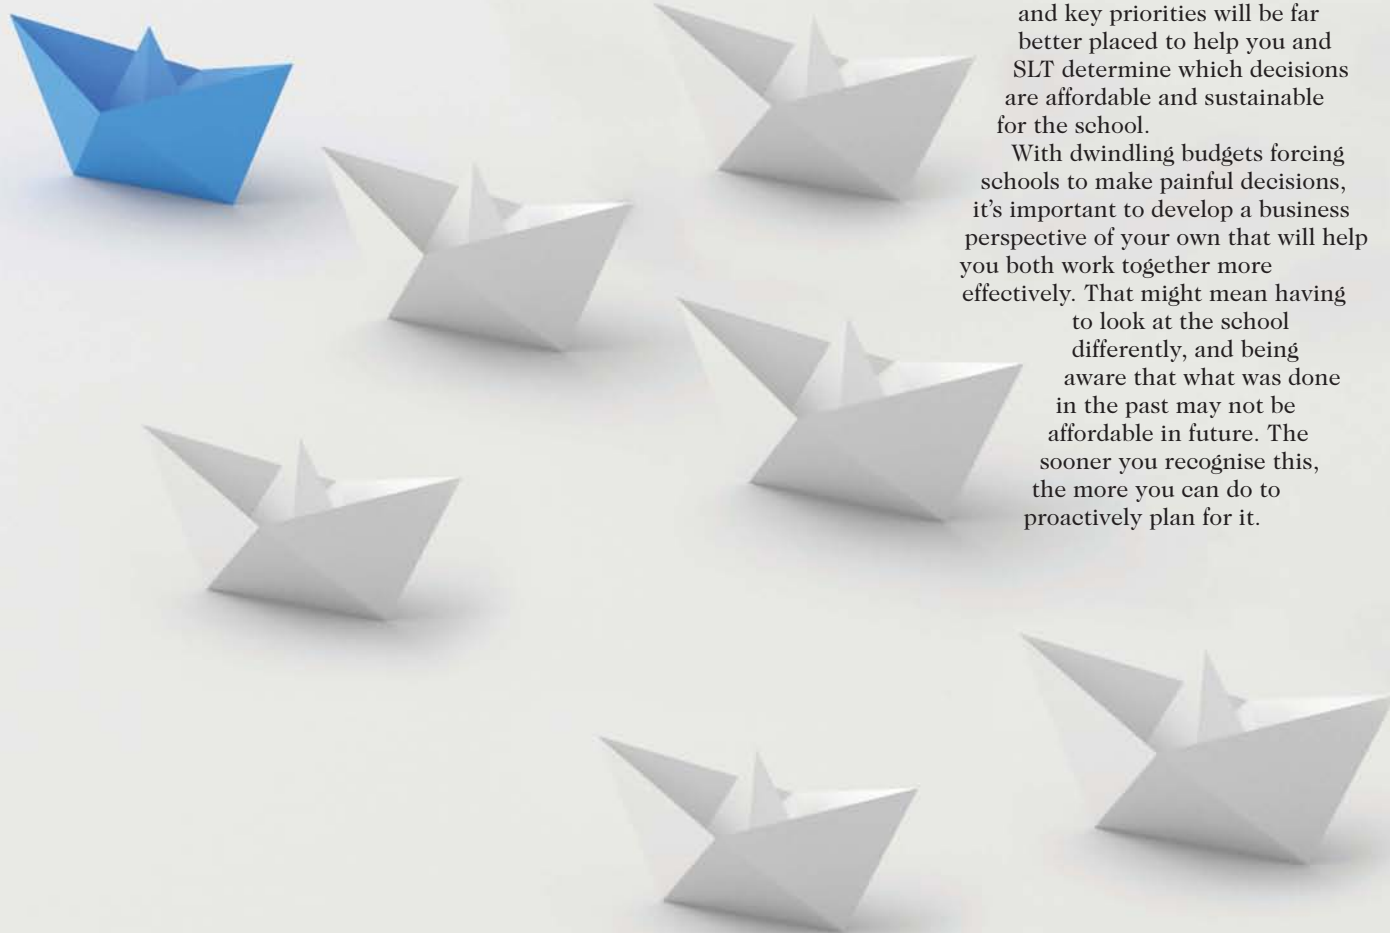 and key priorities will be far
better placed to help you and
SLT determine which decisions
are affordable and sustainable
for the school.
With dwindling budgets forcing
schools to make painful decisions,
it's important to develop a business
perspective of your own that will help
you both work together more
effectively. That might mean having
to look at the school
differently, and being
aware that what was done
in the past may not be
affordable in future. The
sooner you recognise this,
the more you can do to
proactively plan for it.